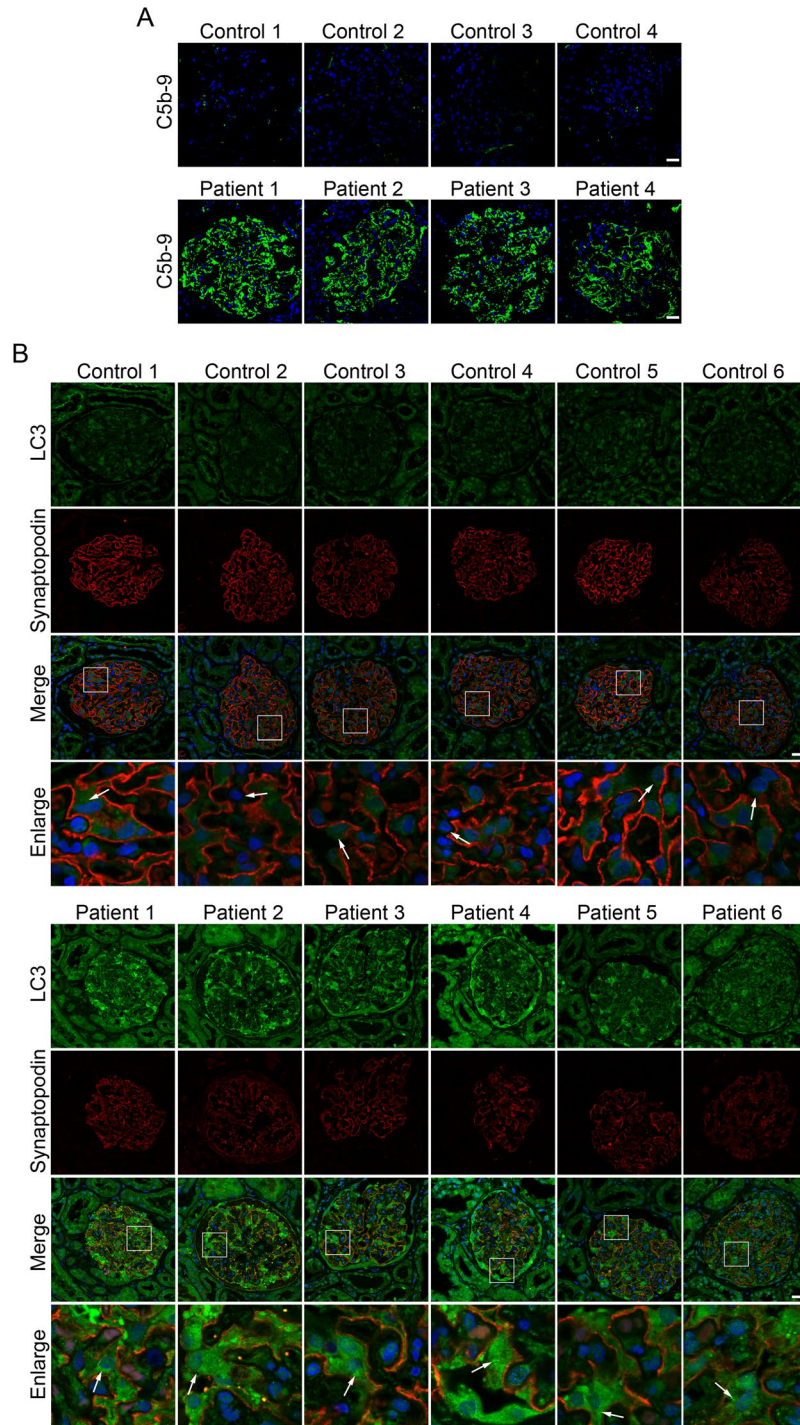 A
Control 1 Control 2 Control 3 Control 4
C5b-9
Patient 1 Patient 2 Patient 3 Patient 4
C5b-9
B
Control 1 Control 2 Control 3 Control 4 Control 5 Control 6
LC3
Synaptopodin
Merge
Enlarge
Patient 1 Patient 2 Patient 3 Patient 4 Patient 5 Patient 6
LC3
Synaptopodin
Merge
Enlarge